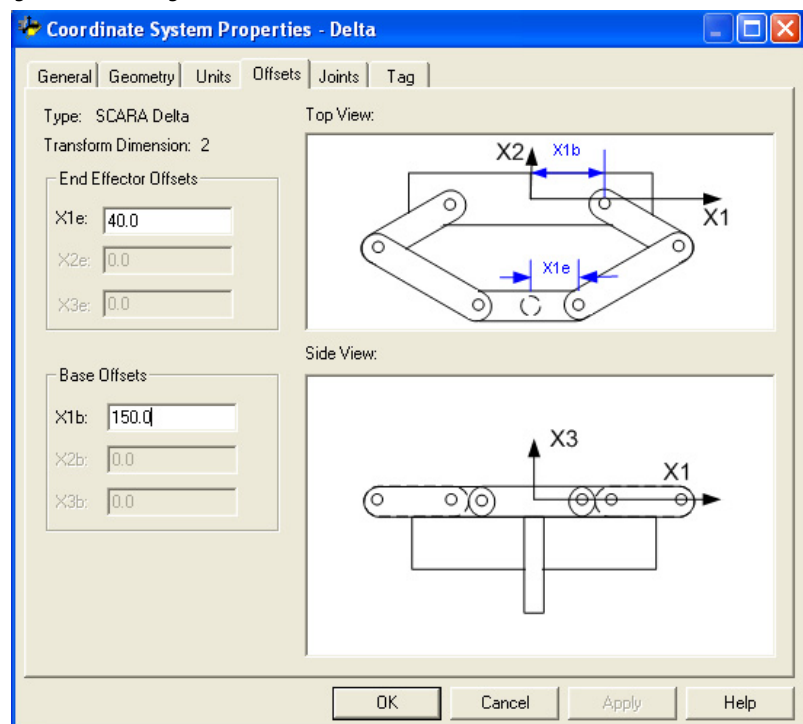 Coordinate System Properties - Delta
General Geometry Units Offsets Joints Tag
Type: SCARA Delta
Transform Dimension: 2
End Effector Offsets
X1e: 40.0
X2e: 0.0
X3e: 0.0
Base Offsets
X1b: 150.0
X2b: 0.0
X3b: 0.0
Top View:
X2
X1b
X1
X1e
Side View:
X3
X1
OK Cancel Apply Help